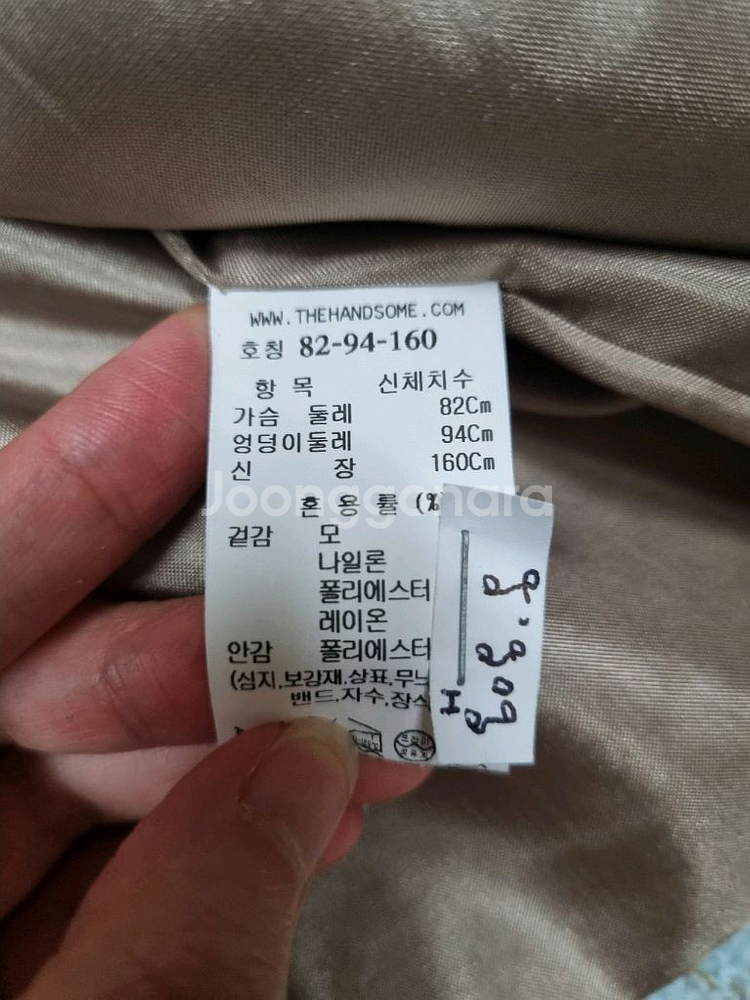 WWW.THEHANDSOME.COM
호칭 82-94-160
항 목 신체치수
가슴 둘레 82Cm
엉덩이둘레 94Cm
신 장 160Cm
Joonggonara
혼 용 률 (%
겉감 모
나일론
폴리에스터
레이온
안감 폴리에스터
(심지,보강재,상표,무늬
밴드,자수,장식